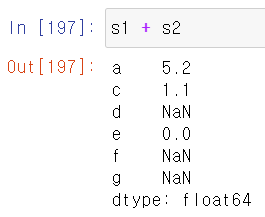 In [197]: s1 + s2
Out[197]: a 5.2
c 1.1
d NaN
e 0.0
f NaN
g NaN
dtype: float64